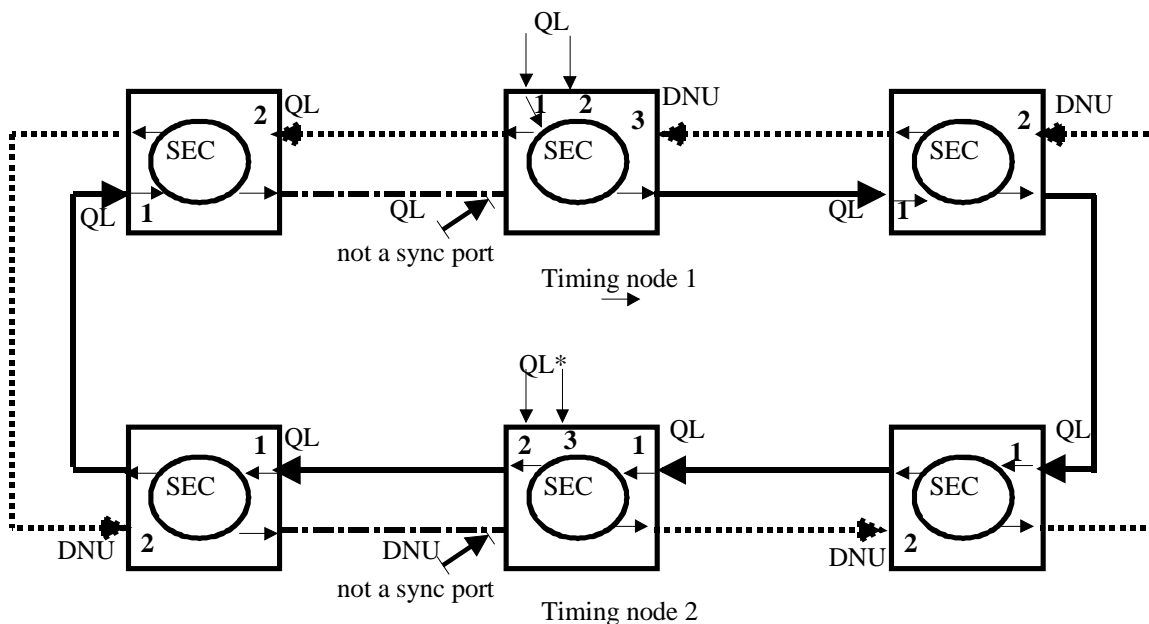 QL
QL 1 2 DNU DNU
2 3 2
SEC SEC SEC
QL 1 QL QL 1
not a sync port
Timing node 1
QL*
1 QL 2 3 1 QL 1 QL
SEC SEC SEC
DNU 2 DNU DNU 2
not a sync port
Timing node 2